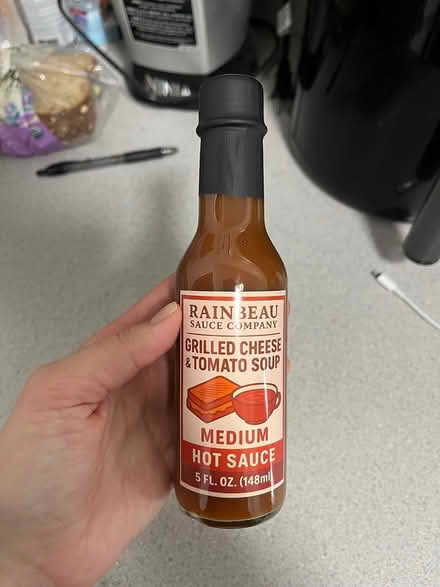 RAINBEAU
SAUCE COMPANY
GRILLED CHEESE
& TOMATO SOUP
MEDIUM
HOT SAUCE
5 FL. OZ. (148ml)